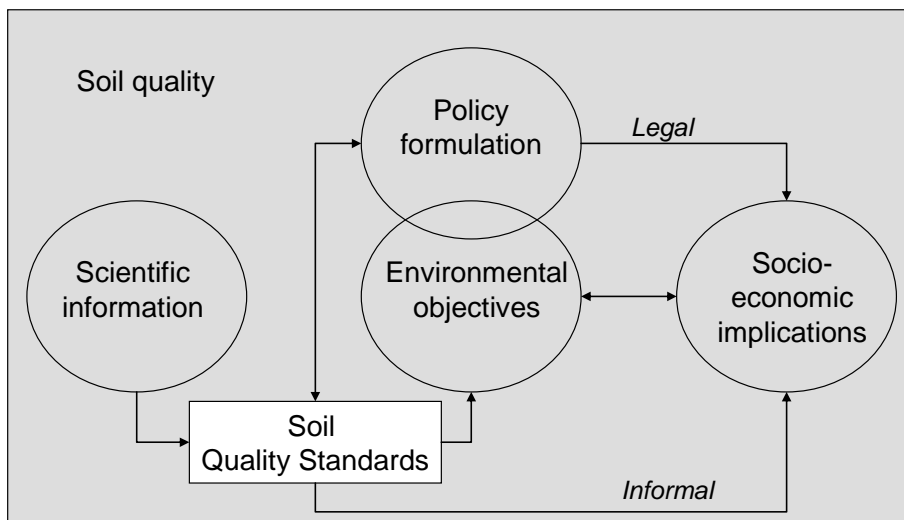 Soil quality
Policy
formulation
Legal
Scientific
information
Environmental
objectives
Socio-
economic
implications
Soil
Quality Standards
Informal